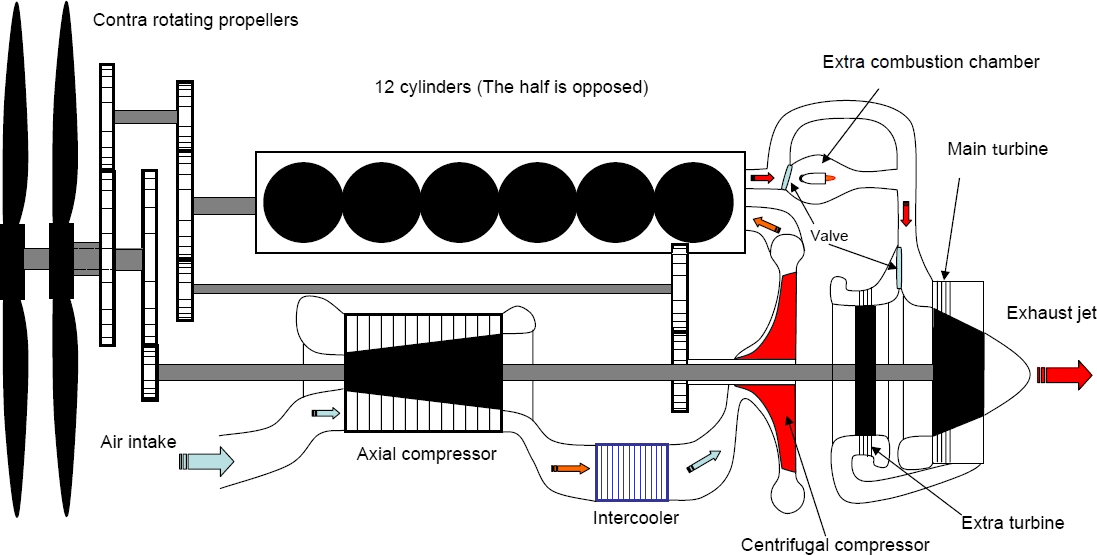 Contra rotating propellers
12 cylinders (The half is opposed)
Extra combustion chamber
Main turbine
Valve
Exhaust jet
Air intake
Axial compressor
Intercooler
Extra turbine
Centrifugal compressor